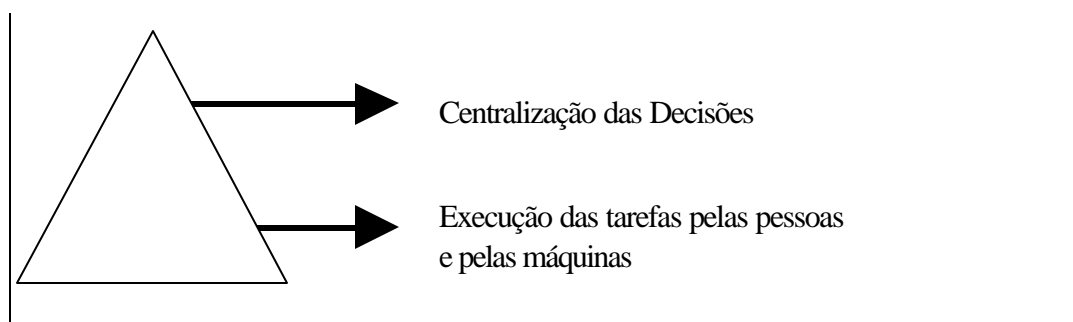 Centralização das Decisões
Execução das tarefas pelas pessoas
e pelas máquinas